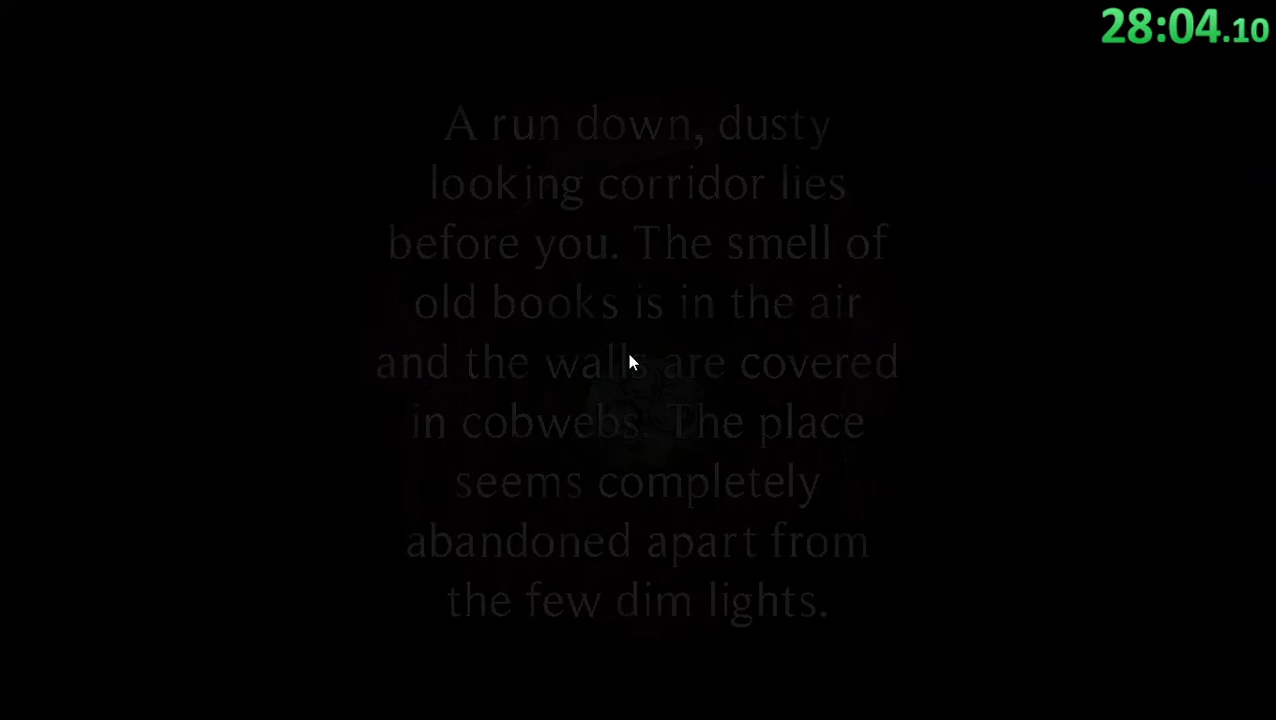 28:04.10
A run down, dusty
looking corridor lies
before you. The smell of
old books is in the air
and the walls are covered
in cobwebs. The place
seems completely
abandoned apart from
the few dim lights.